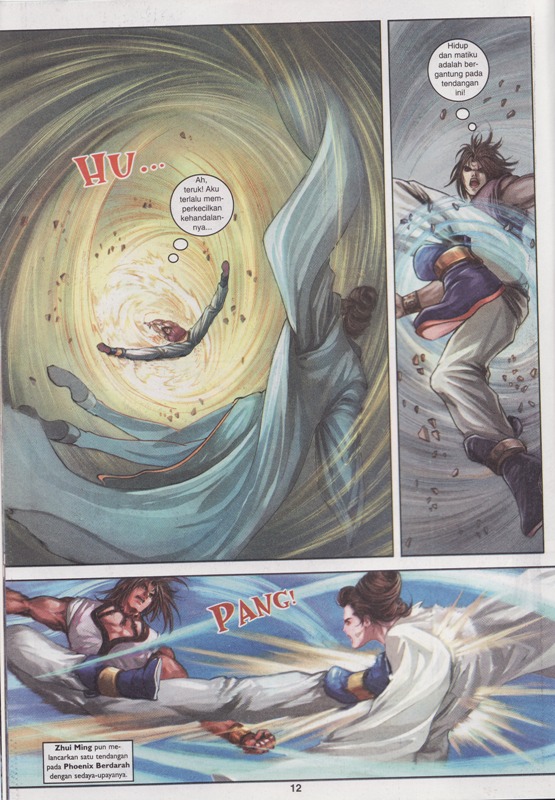 HU...
Ah,
teruk! Aku
terlalu mem-
perkecilkan
kehandalan-
nya...
Hidup
dan matiku
adalah ber-
gantung pada
tendangan
ini!
PANG!
Zhui Ming pun me-
lancarkan satu tendangan
pada Phoenix Berdarah
dengan sedaya-upayanya.
12